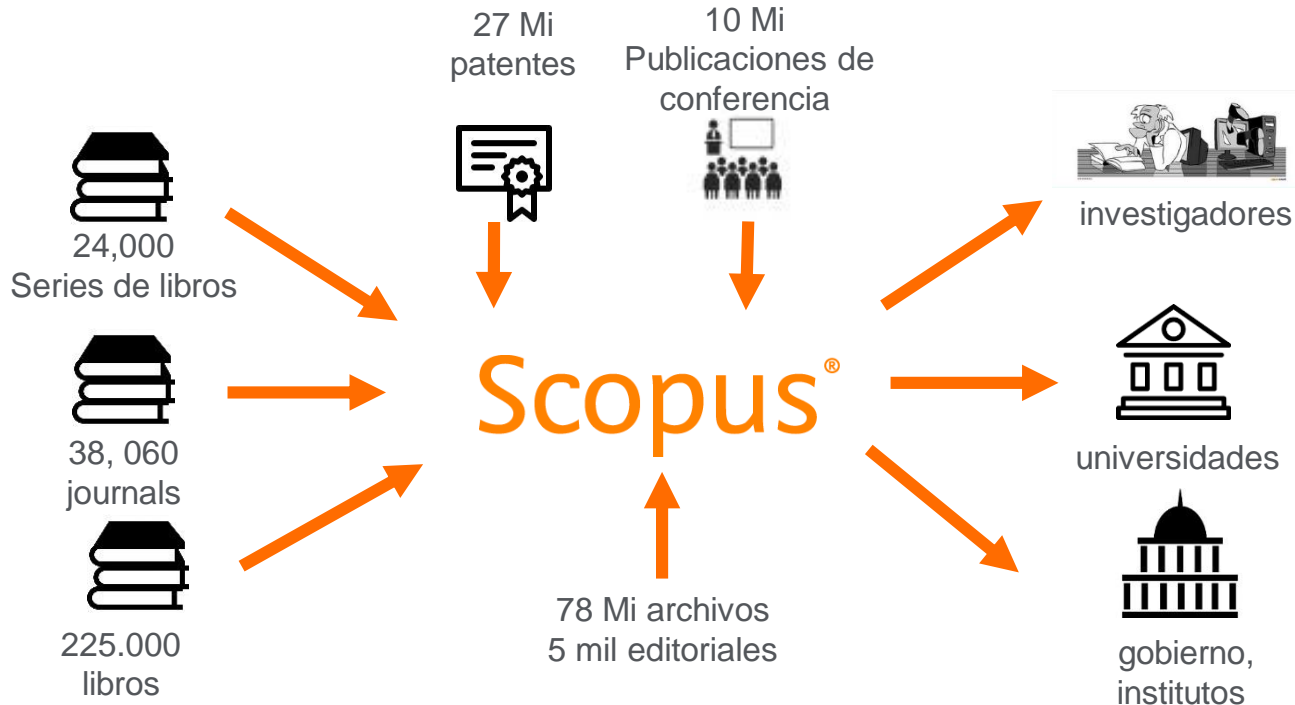 27 Mi
patentes
10 Mi
Publicaciones de
conferencia
24,000
Series de libros
38, 060
journals
225.000
libros
Scopus®
78 Mi archivos
5 mil editoriales
investigadores
universidades
gobierno,
institutos